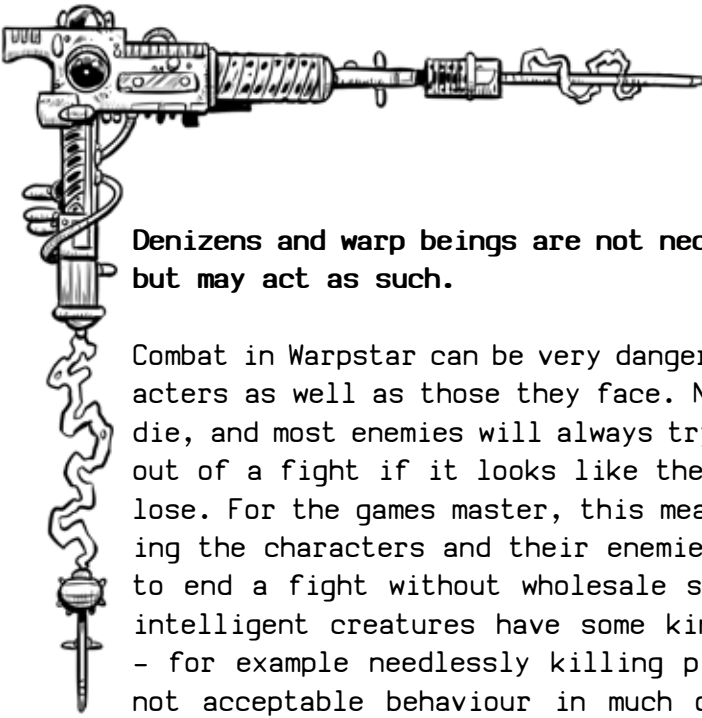 Denizens and warp beings are not nec
but may act as such.
Combat in Warpstar can be very danger
acters as well as those they face. N
die, and most enemies will always try
out of a fight if it looks like the
lose. For the games master, this mea
ing the characters and their enemie
to end a fight without wholesale s
intelligent creatures have some kin
– for example needlessly killing p
not acceptable behaviour in much o